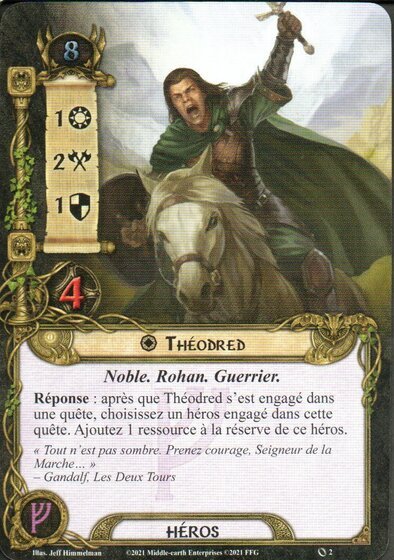 8
1
2
1
4
Théodred
Noble. Rohan. Guerrier.
Réponse : après que Théodred s'est engagé dans
une quête, choisissez un héros engagé dans cette
quête. Ajoutez 1 ressource à la réserve de ce héros.
« Tout n'est pas sombre. Prenez courage, Seigneur de la
Marche… »
– Gandalf, Les Deux Tours
HÉROS
Illus. Jeff Himmelman ©2021 Middle-earth Enterprises ©2021 FFG 2